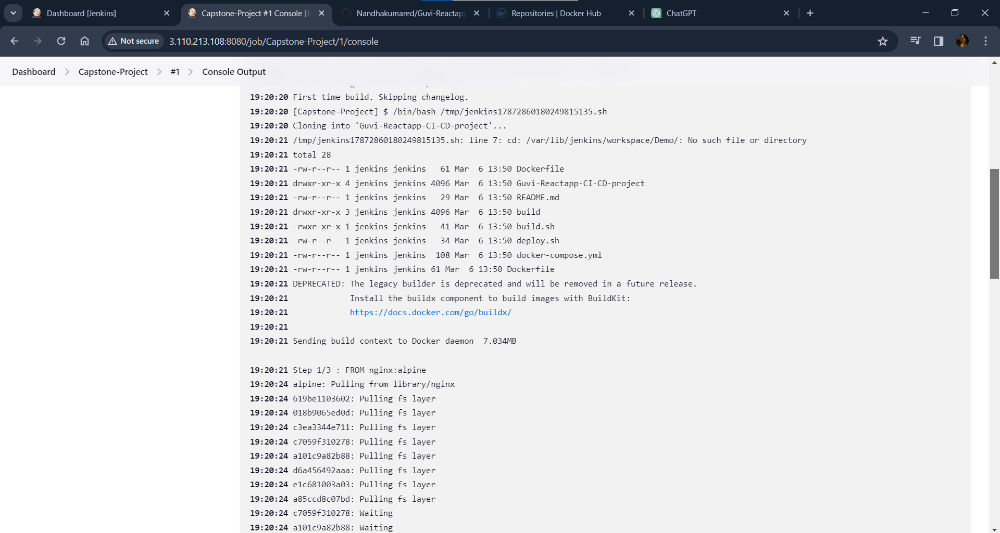 Dashboard [Jenkins]
Capstone-Project #1 Console [J
Nandhakumared/Guvi-Reactapp
Repositories | Docker Hub
ChatGPT
Not secure
3.110.213.108:8080/job/Capstone-Project/1/console
Dashboard > Capstone-Project > #1 > Console Output
19:20:20 First time build. Skipping changelog.
19:20:20 [Capstone-Project] $ /bin/bash /tmp/jenkins17872860180249815135.sh
19:20:20 Cloning into 'Guvi-Reactapp-CI-CD-project'...
19:20:21 /tmp/jenkins17872860180249815135.sh: line 7: cd: /var/lib/jenkins/workspace/Demo/: No such file or directory
19:20:21 total 28
19:20:21 -rw-r--r-- 1 jenkins jenkins   61 Mar  6 13:50 Dockerfile
19:20:21 drwxr-xr-x 4 jenkins jenkins 4096 Mar  6 13:50 Guvi-Reactapp-CI-CD-project
19:20:21 -rw-r--r-- 1 jenkins jenkins   29 Mar  6 13:50 README.md
19:20:21 drwxr-xr-x 3 jenkins jenkins 4096 Mar  6 13:50 build
19:20:21 -rwxr-xr-x 1 jenkins jenkins   41 Mar  6 13:50 build.sh
19:20:21 -rw-r--r-- 1 jenkins jenkins   34 Mar  6 13:50 deploy.sh
19:20:21 -rw-r--r-- 1 jenkins jenkins  108 Mar  6 13:50 docker-compose.yml
19:20:21 -rw-r--r-- 1 jenkins jenkins 61 Mar  6 13:50 Dockerfile
19:20:21 DEPRECATED: The legacy builder is deprecated and will be removed in a future release.
19:20:21             Install the buildx component to build images with BuildKit:
19:20:21             https://docs.docker.com/go/buildx/
19:20:21
19:20:21 Sending build context to Docker daemon  7.034MB
19:20:21 Step 1/3 : FROM nginx:alpine
19:20:24 alpine: Pulling from library/nginx
19:20:24 619be1103602: Pulling fs layer
19:20:24 018b9065ed0d: Pulling fs layer
19:20:24 c3ea3344e711: Pulling fs layer
19:20:24 c7059f310278: Pulling fs layer
19:20:24 a101c9a82b88: Pulling fs layer
19:20:24 d6a456492aaa: Pulling fs layer
19:20:24 e1c681003a03: Pulling fs layer
19:20:24 a85ccd8c07bd: Pulling fs layer
19:20:24 c7059f310278: Waiting
19:20:24 a101c9a82b88: Waiting